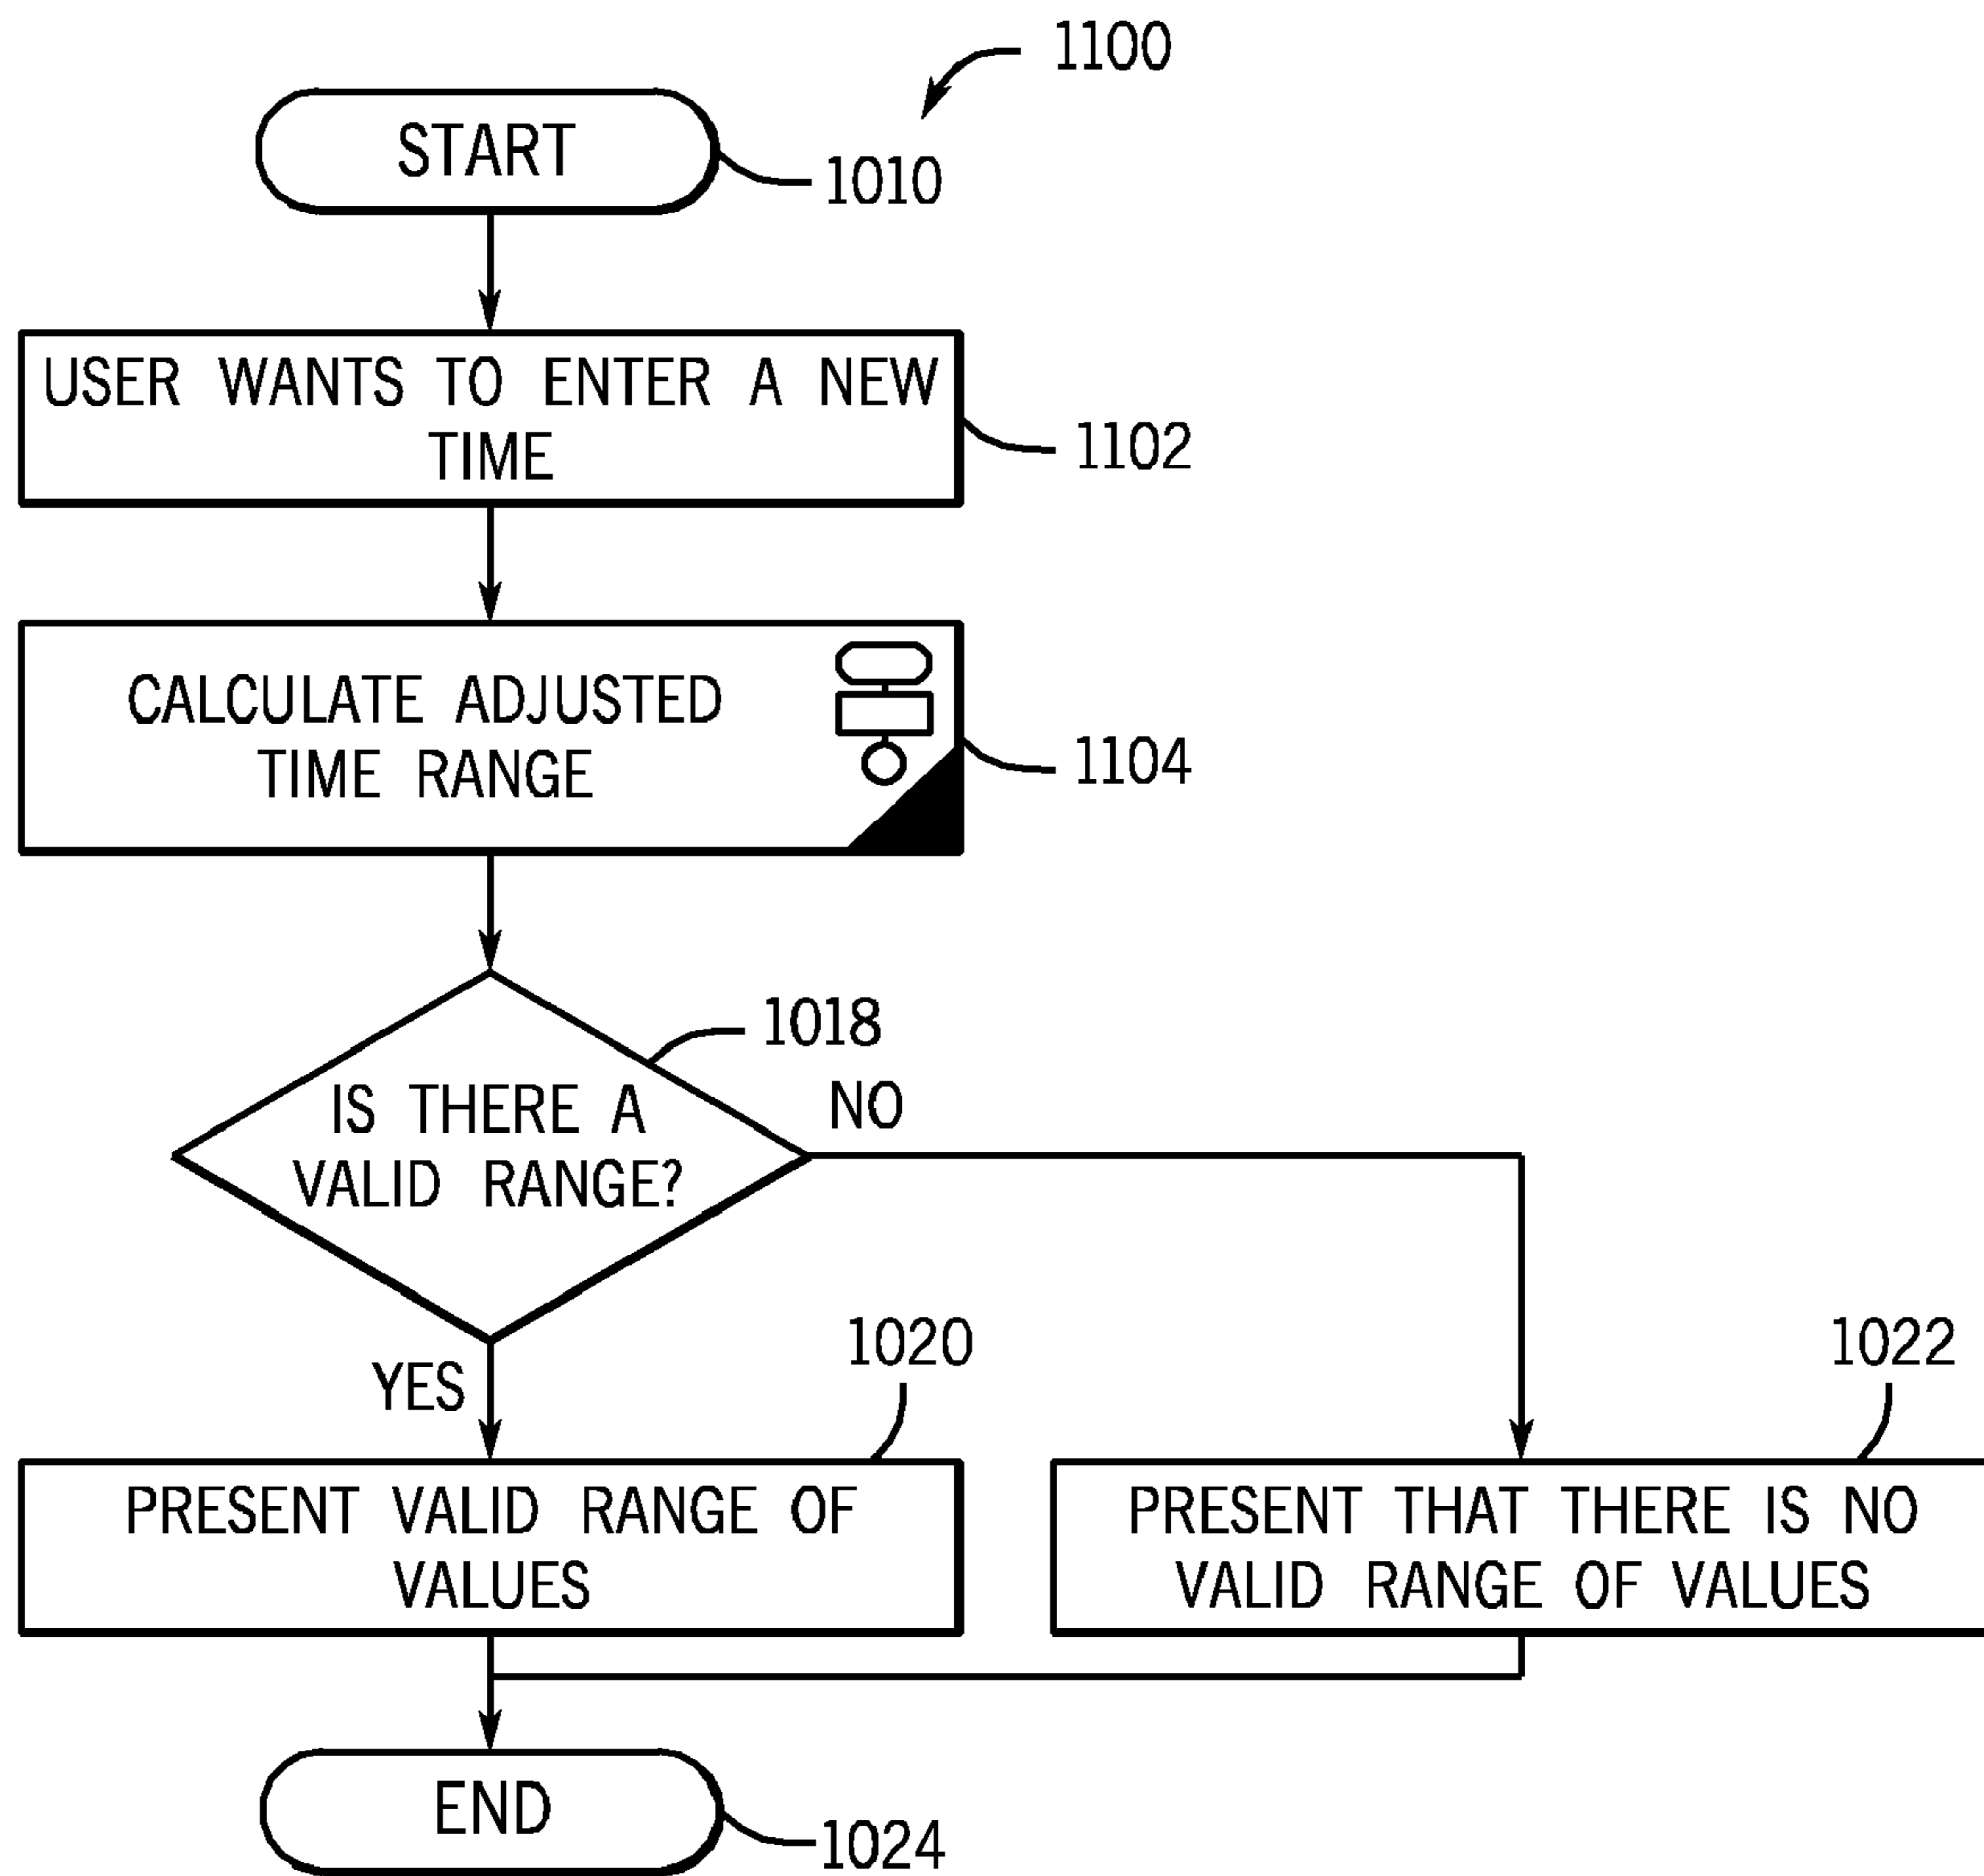 1100
START
1010
USER WANTS TO ENTER A NEW
TIME
1102
CALCULATE ADJUSTED
TIME RANGE
1104
1018
IS THERE A
VALID RANGE?
NO
YES
1020
1022
PRESENT VALID RANGE OF
VALUES
PRESENT THAT THERE IS NO
VALID RANGE OF VALUES
END
1024